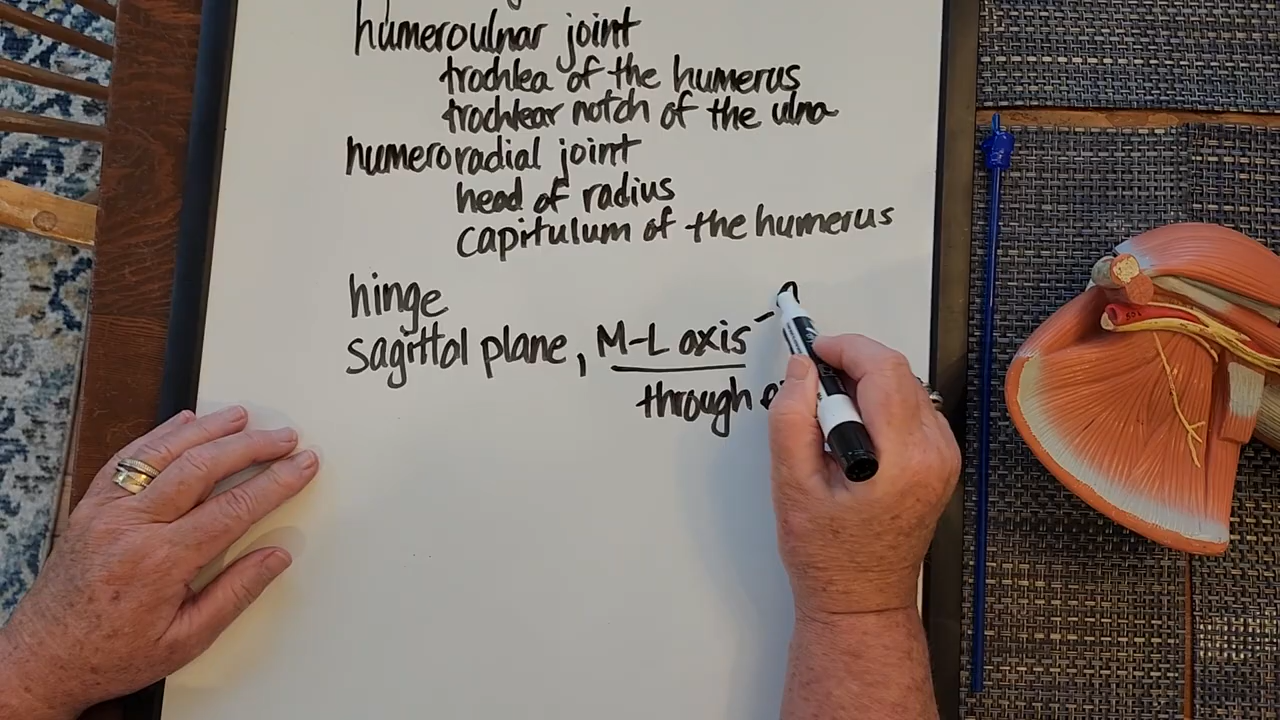 humeroulnar joint
trochlea of the humerus
trochlear notch of the ulna
humeroradial joint
head of radius
capitulum of the humerus
hinge
sagittal plane, M-L axis -
through